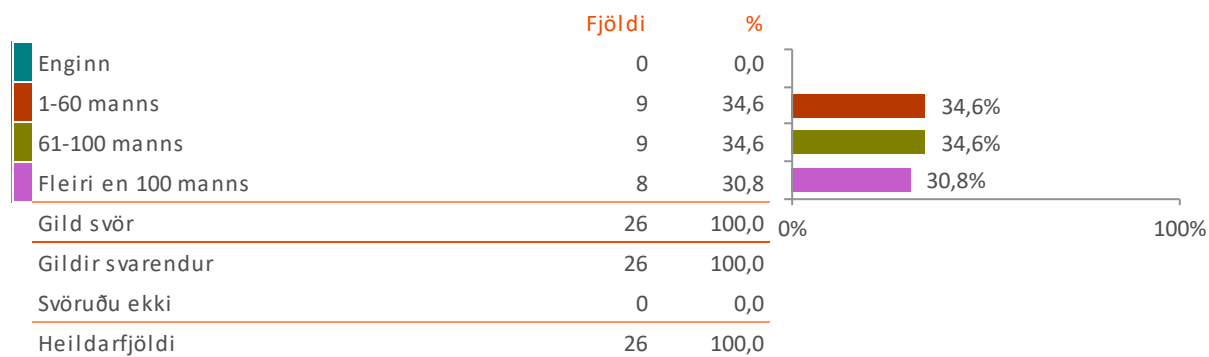 Fjöldi %
Enginn 0 0,0
1-60 manns 9 34,6 34,6%
61-100 manns 9 34,6 34,6%
Fleiri en 100 manns 8 30,8 30,8%
Gild svör 26 100,0 0% 100%
Gildir svarendur 26 100,0
Svöruðu ekki 0 0,0
Heildarfjöldi 26 100,0